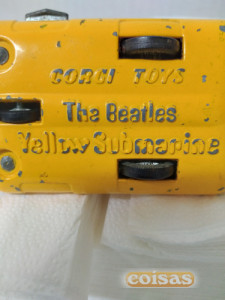 CORGI TOYS
The Beatles
Yellow Submarine
coisas